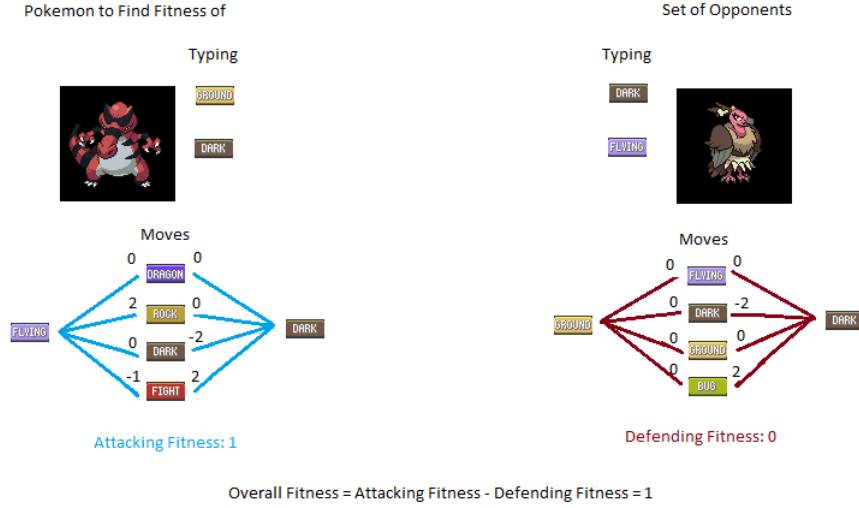 Pokemon to Find Fitness of
Set of Opponents
Typing
Typing
GROUND
DARK
DARK
FLYING
Moves
Moves
0 DRAGON 0
2 ROCK 0
FLYING
DARK
0 DARK -2
-1 FIGHT 2
0 FLYING 0
0 DARK -2
GROUND
DARK
0 GROUND 0
0 BUG 2
Attacking Fitness: 1
Defending Fitness: 0
Overall Fitness = Attacking Fitness - Defending Fitness = 1